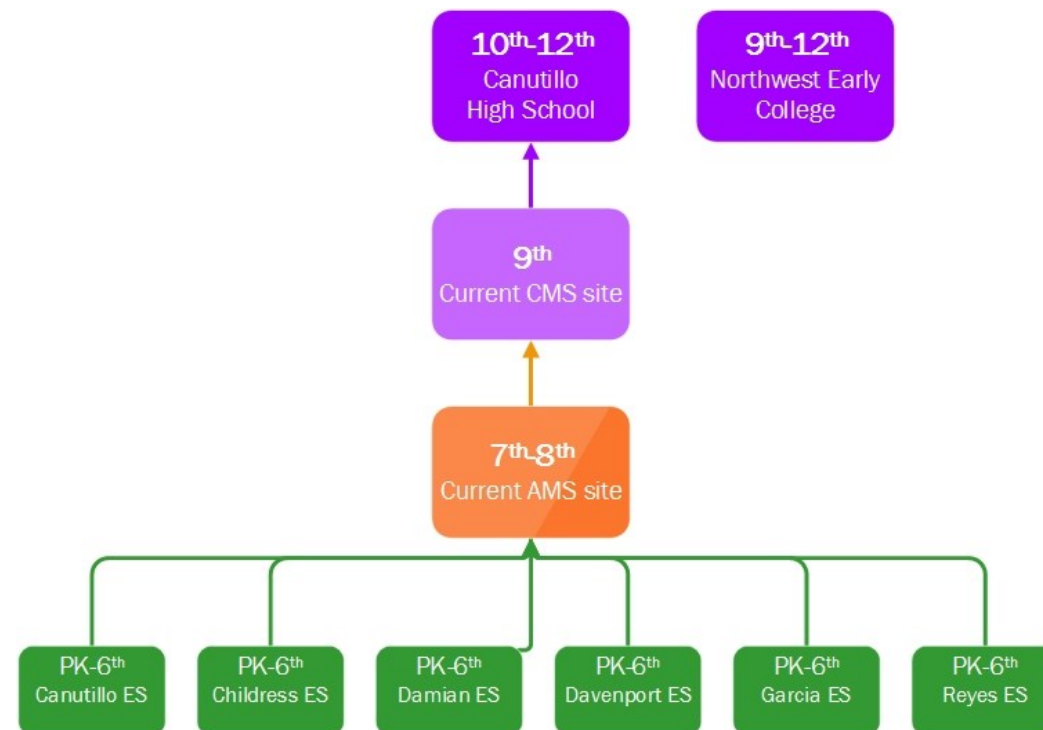 10th-12th
Canutillo
High School
9th-12th
Northwest Early
College
9th
Current CMS site
7th-8th
Current AMS site
PK-6th
Canutillo ES
PK-6th
Childress ES
PK-6th
Damian ES
PK-6th
Davenport ES
PK-6th
Garcia ES
PK-6th
Reyes ES